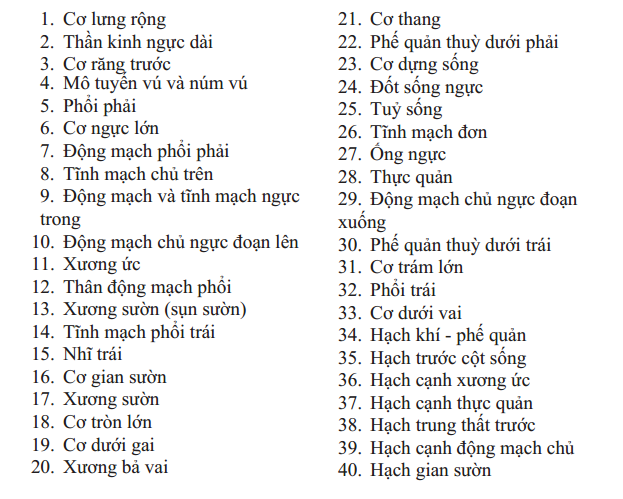 1. Cơ lưng rộng
2. Thần kinh ngực dài
3. Cơ răng trước
4. Mô tuyến vú và núm vú
5. Phổi phải
6. Cơ ngực lớn
7. Động mạch phổi phải
8. Tĩnh mạch chủ trên
9. Động mạch và tĩnh mạch ngực
trong
10. Động mạch chủ ngực đoạn lên
11. Xương ức
12. Thân động mạch phổi
13. Xương sườn (sụn sườn)
14. Tĩnh mạch phổi trái
15. Nhĩ trái
16. Cơ gian sườn
17. Xương sườn
18. Cơ tròn lớn
19. Cơ dưới gai
20. Xương bả vai
21. Cơ thang
22. Phế quản thuỳ dưới phải
23. Cơ dựng sống
24. Đốt sống ngực
25. Tuỷ sống
26. Tĩnh mạch đơn
27. Ống ngực
28. Thực quản
29. Động mạch chủ ngực đoạn
xuống
30. Phế quản thuỳ dưới trái
31. Cơ trám lớn
32. Phổi trái
33. Cơ dưới vai
34. Hạch khí - phế quản
35. Hạch trước cột sống
36. Hạch cạnh xương ức
37. Hạch cạnh thực quản
38. Hạch trung thất trước
39. Hạch cạnh động mạch chủ
40. Hạch gian sườn